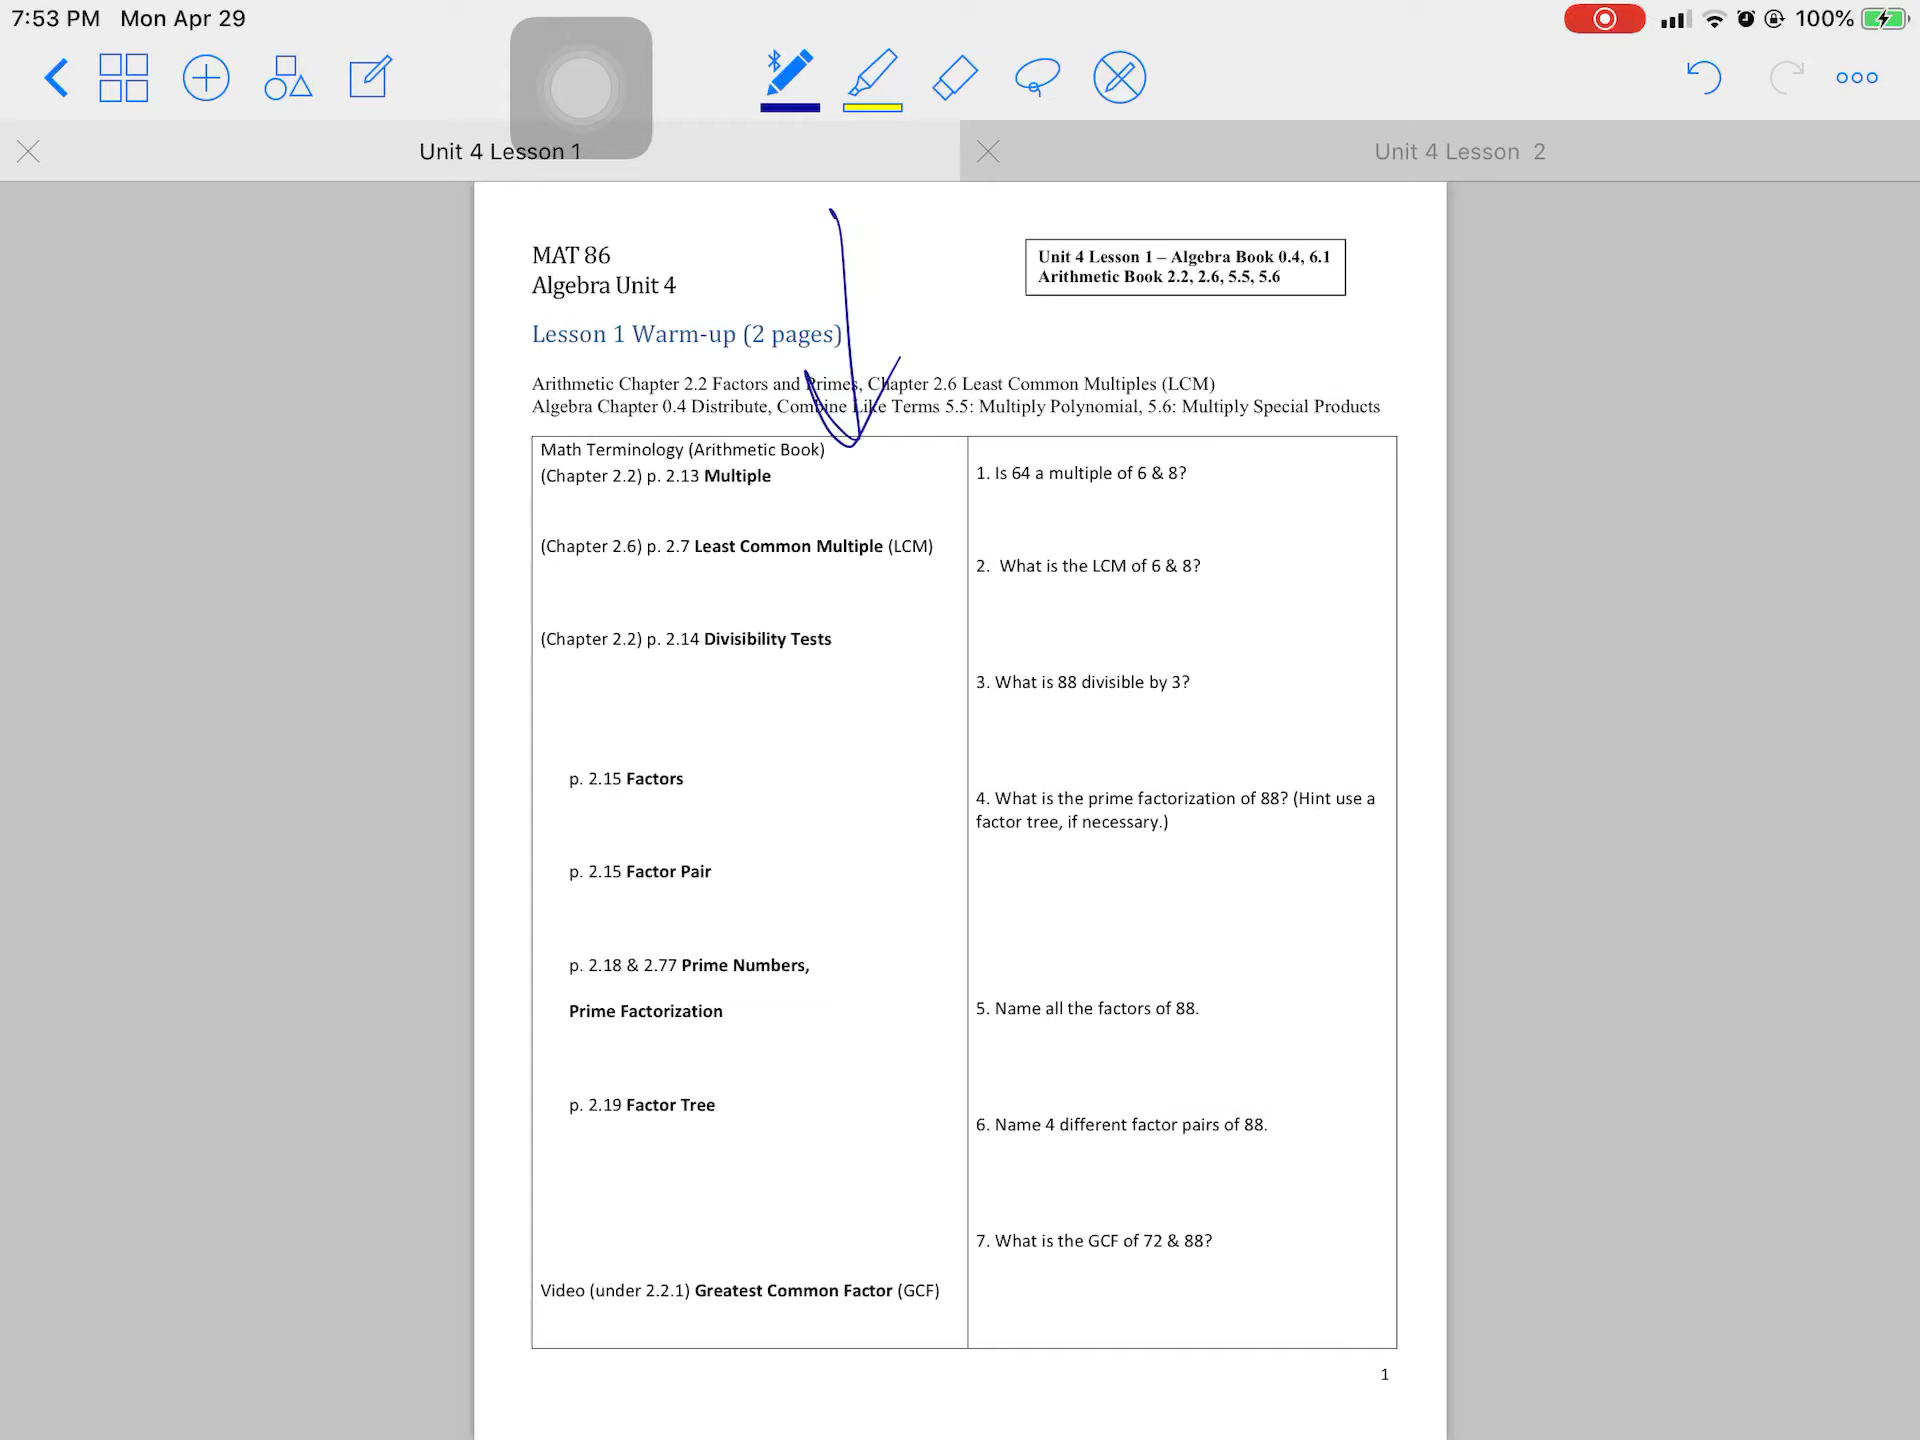 7:53 PM Mon Apr 29
100%
Unit 4 Lesson 1
Unit 4 Lesson 2
MAT 86
Algebra Unit 4
Unit 4 Lesson 1 – Algebra Book 0.4, 6.1
Arithmetic Book 2.2, 2.6, 5.5, 5.6
Lesson 1 Warm-up (2 pages)
Arithmetic Chapter 2.2 Factors and Primes, Chapter 2.6 Least Common Multiples (LCM)
Algebra Chapter 0.4 Distribute, Combine Like Terms 5.5: Multiply Polynomial, 5.6: Multiply Special Products
Math Terminology (Arithmetic Book)
(Chapter 2.2) p. 2.13 Multiple
(Chapter 2.6) p. 2.7 Least Common Multiple (LCM)
(Chapter 2.2) p. 2.14 Divisibility Tests
p. 2.15 Factors
p. 2.15 Factor Pair
p. 2.18 & 2.77 Prime Numbers,
Prime Factorization
p. 2.19 Factor Tree
Video (under 2.2.1) Greatest Common Factor (GCF)
1. Is 64 a multiple of 6 & 8?
2. What is the LCM of 6 & 8?
3. What is 88 divisible by 3?
4. What is the prime factorization of 88? (Hint use a
factor tree, if necessary.)
5. Name all the factors of 88.
6. Name 4 different factor pairs of 88.
7. What is the GCF of 72 & 88?
1